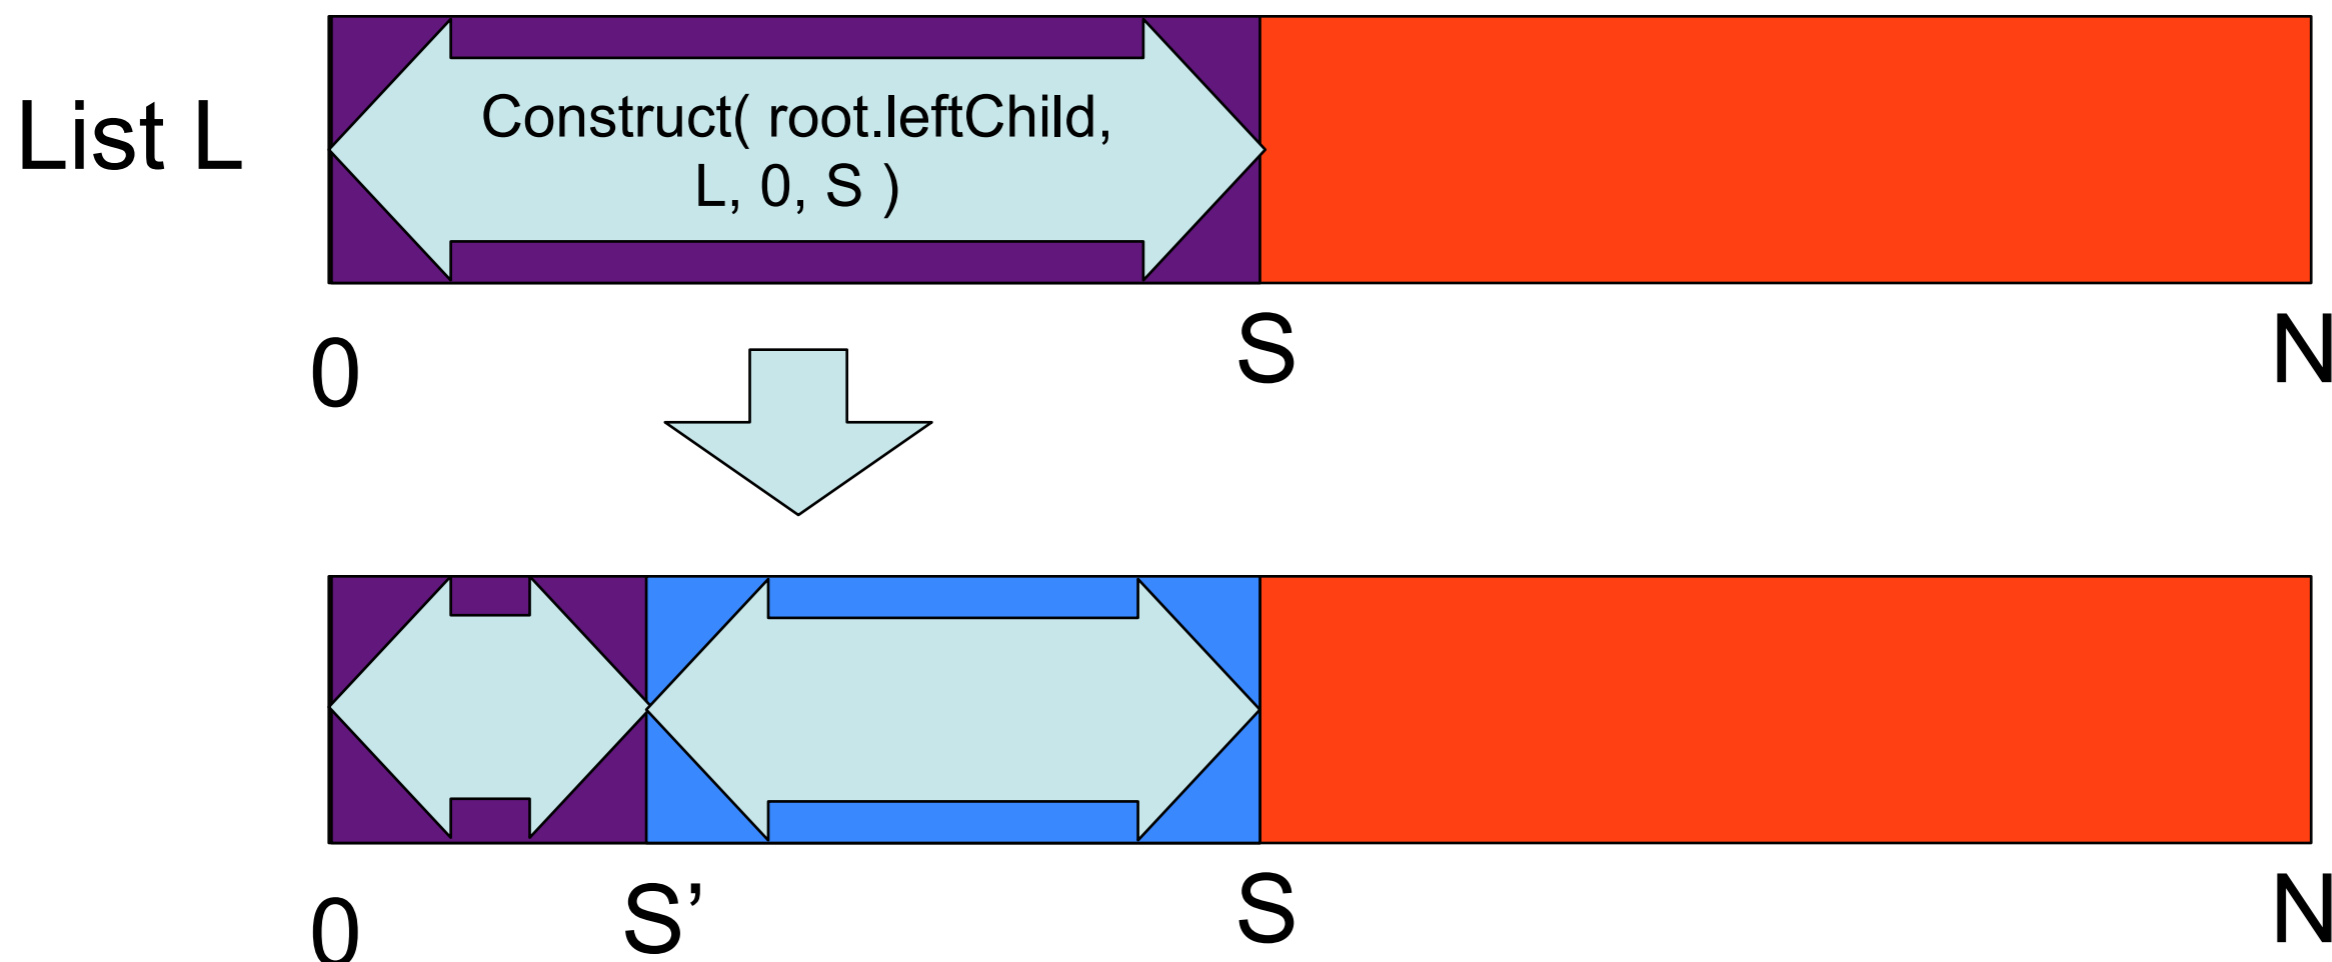 List L
Construct( root.leftChild,
L, 0, S )
0
S
N
0
S’
S
N